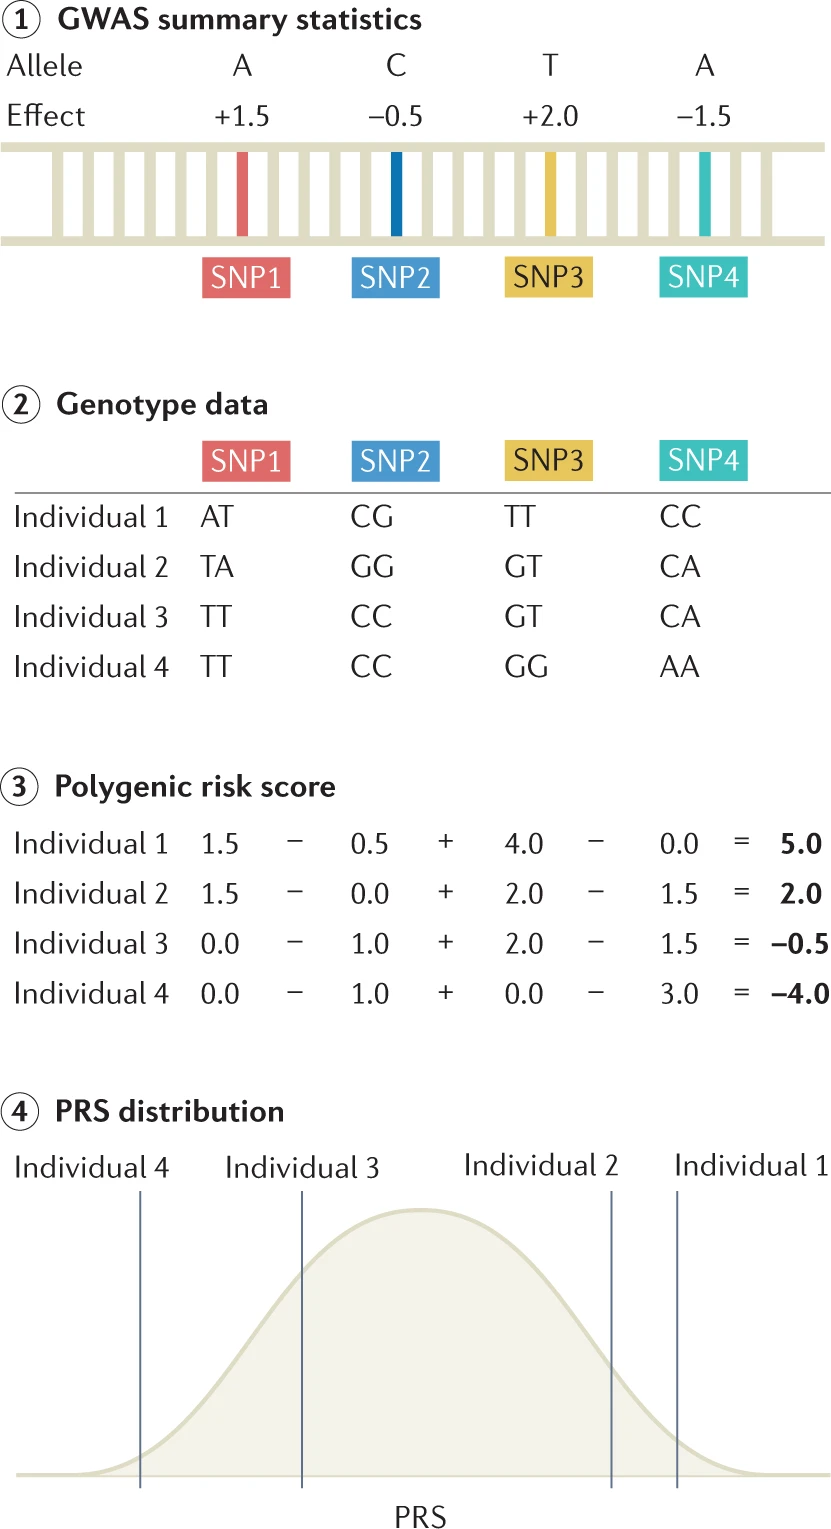 1 GWAS summary statistics
Allele A C T A
Effect +1.5 –0.5 +2.0 –1.5
SNP1 SNP2 SNP3 SNP4
2 Genotype data
SNP1 SNP2 SNP3 SNP4
Individual 1 AT CG TT CC
Individual 2 TA GG GT CA
Individual 3 TT CC GT CA
Individual 4 TT CC GG AA
3 Polygenic risk score
Individual 1 1.5 – 0.5 + 4.0 – 0.0 = 5.0
Individual 2 1.5 – 0.0 + 2.0 – 1.5 = 2.0
Individual 3 0.0 – 1.0 + 2.0 – 1.5 = –0.5
Individual 4 0.0 – 1.0 + 0.0 – 3.0 = –4.0
4 PRS distribution
Individual 4 Individual 3 Individual 2 Individual 1
PRS